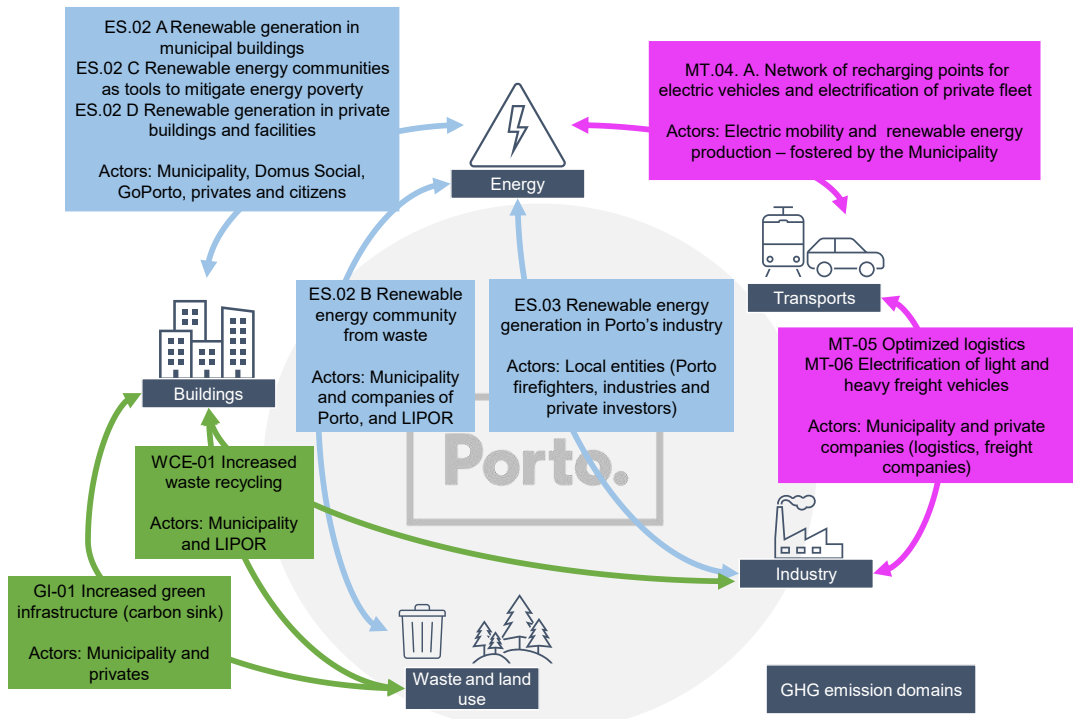 ES.02 A Renewable generation in
municipal buildings
ES.02 C Renewable energy communities
as tools to mitigate energy poverty
ES.02 D Renewable generation in private
buildings and facilities
Actors: Municipality, Domus Social,
GoPorto, privates and citizens
MT.04. A. Network of recharging points for
electric vehicles and electrification of private fleet
Actors: Electric mobility and renewable energy
production – fostered by the Municipality
Energy
Transports
ES.02 B Renewable
energy community
from waste
Actors: Municipality
and companies of
Porto, and LIPOR
ES.03 Renewable energy
generation in Porto’s industry
Actors: Local entities (Porto
firefighters, industries and
private investors)
MT-05 Optimized logistics
MT-06 Electrification of light and
heavy freight vehicles
Actors: Municipality and private
companies (logistics, freight
companies)
Buildings
Porto.
WCE-01 Increased
waste recycling
Actors: Municipality
and LIPOR
Industry
GI-01 Increased green
infrastructure (carbon sink)
Actors: Municipality and
privates
Waste and land
use
GHG emission domains